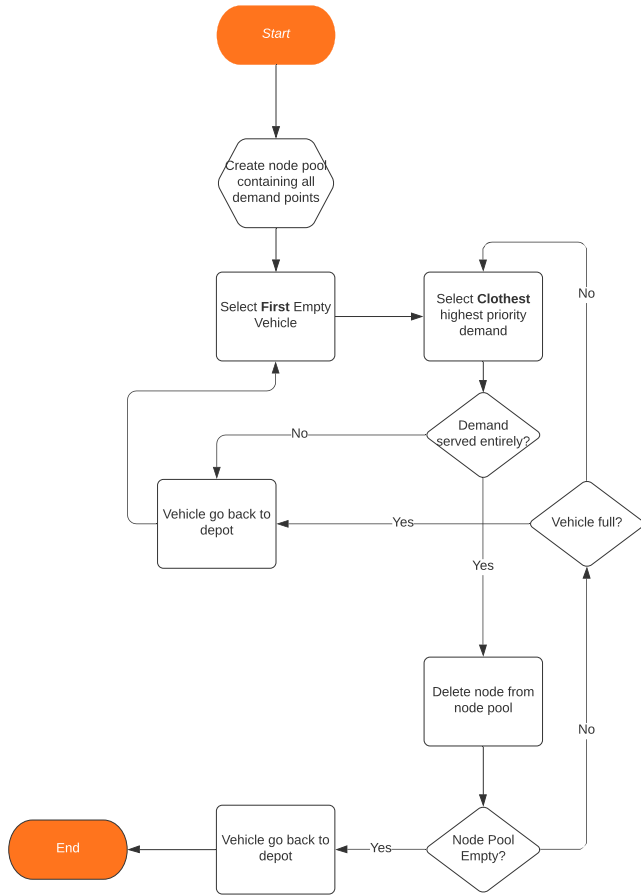 Start
Create node pool
containing all
demand points
Select First Empty
Vehicle
Select Clothest
highest priority
demand
No
Demand
served entirely?
No
Vehicle go back to
depot
Yes
Vehicle full?
Yes
Delete node from
node pool
No
Node Pool
Empty?
Yes
Vehicle go back to
depot
End